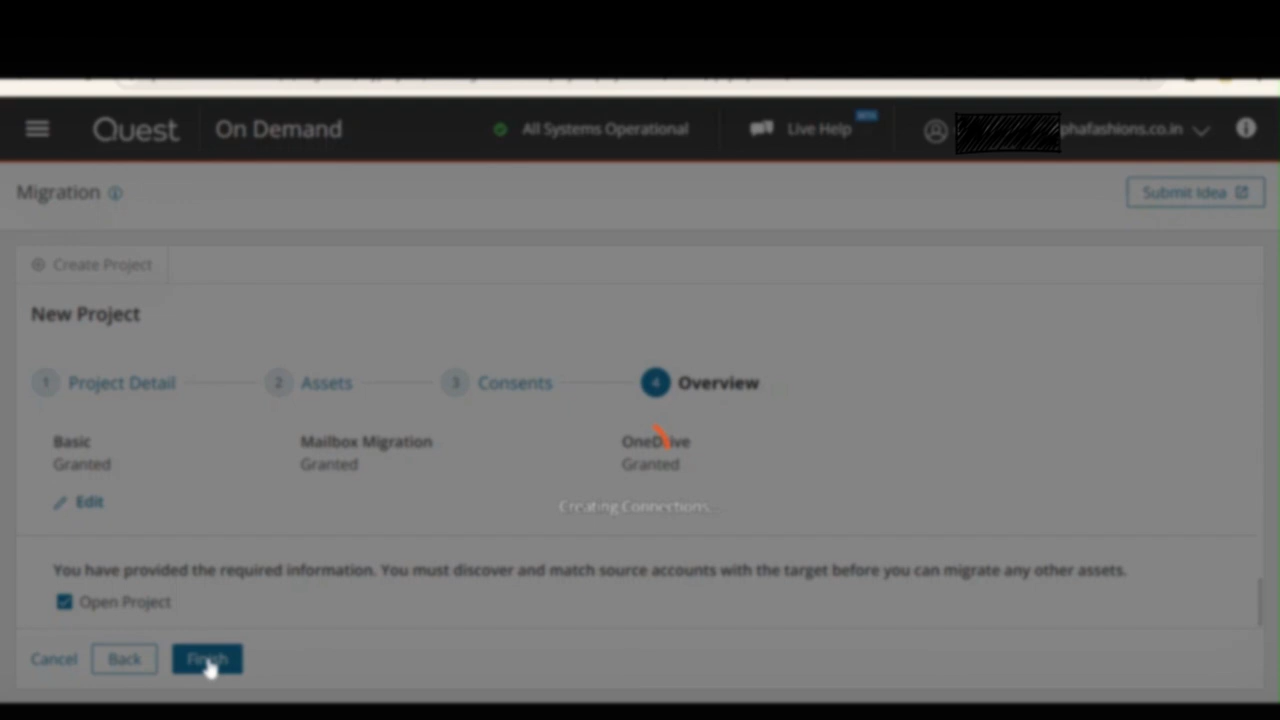 Quest On Demand All Systems Operational Live Help BETA phafashions.co.in
Migration Submit Idea
Create Project
New Project
1 Project Detail 2 Assets 3 Consents 4 Overview
Basic Mailbox Migration OneDrive
Granted Granted Granted
Edit
Creating Connections...
You have provided the required information. You must discover and match source accounts with the target before you can migrate any other assets.
Open Project
Cancel Back Finish